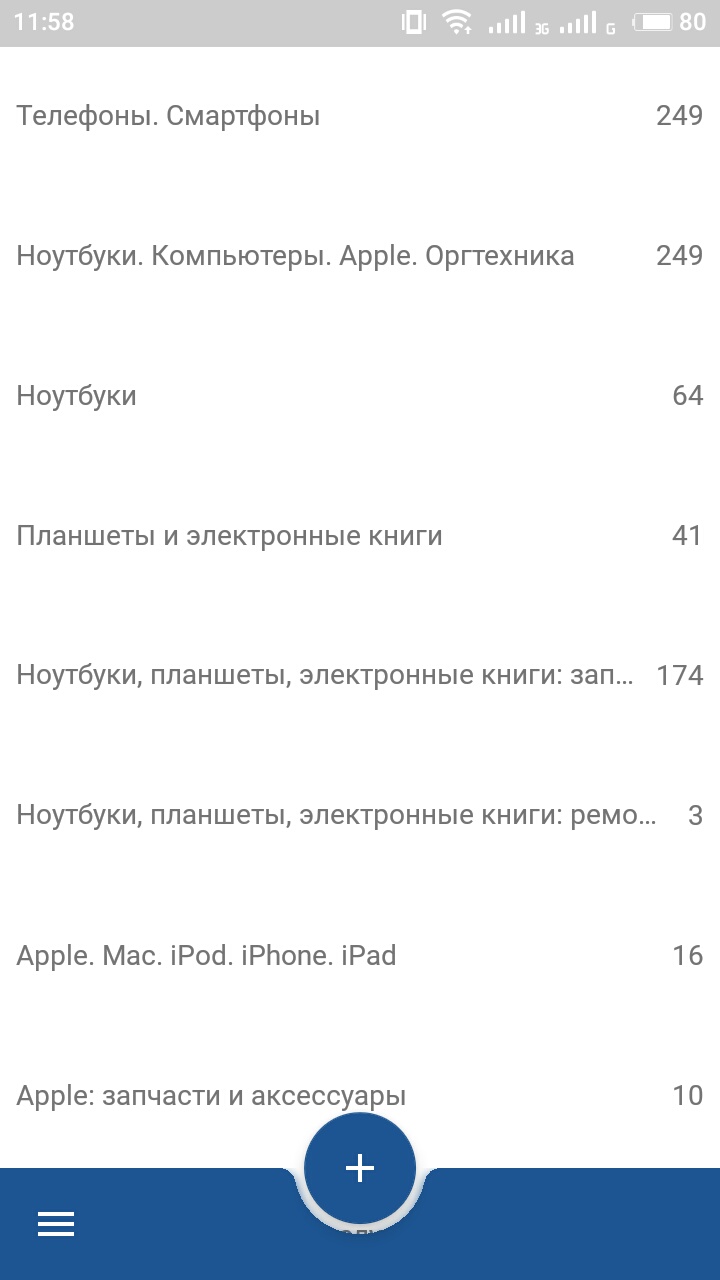 11:58 3G G 80
Телефоны. Смартфоны 249
Ноутбуки. Компьютеры. Apple. Оргтехника 249
Ноутбуки 64
Планшеты и электронные книги 41
Ноутбуки, планшеты, электронные книги: зап... 174
Ноутбуки, планшеты, электронные книги: ремо... 3
Apple. Mac. iPod. iPhone. iPad 16
Apple: запчасти и аксессуары 10